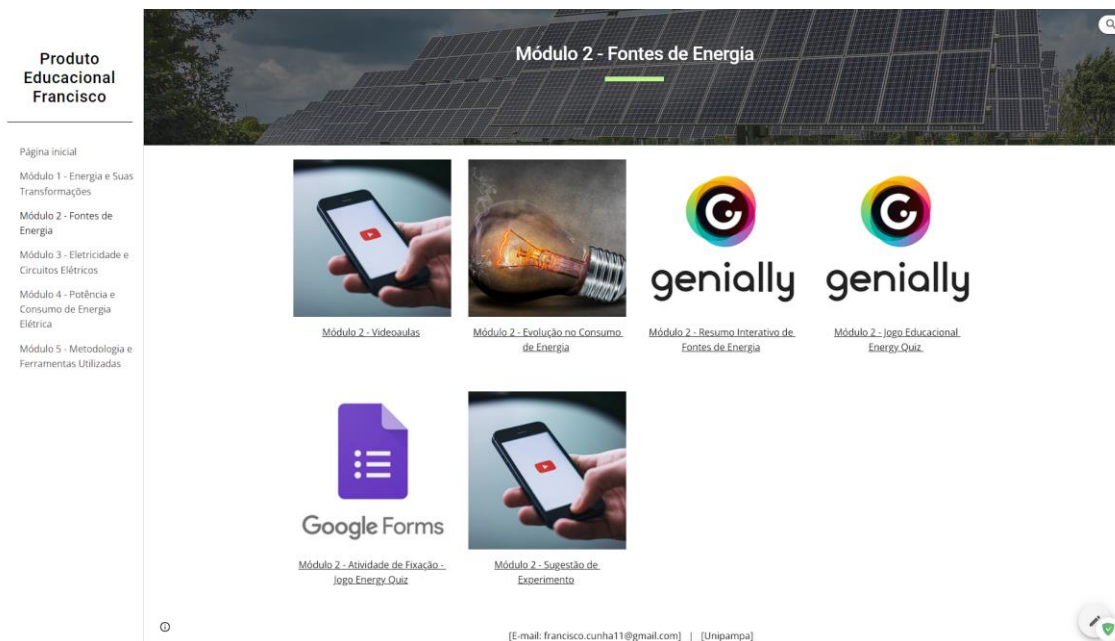 Produto
Educacional
Francisco
Página inicial
Módulo 1 - Energia e Suas
Transformações
Módulo 2 - Fontes de
Energia
Módulo 3 - Eletricidade e
Circuitos Elétricos
Módulo 4 - Potência e
Consumo de Energia
Elétrica
Módulo 5 - Metodologia e
Ferramentas Utilizadas
Módulo 2 - Fontes de Energia
genially
genially
Módulo 2 - Videoaulas
Módulo 2 - Evolução no Consumo
de Energia
Módulo 2 - Resumo Interativo de
Fontes de Energia
Módulo 2 - Jogo Educacional
Energy Quiz
Google Forms
Módulo 2 - Atividade de Fixação -
Jogo Energy Quiz
Módulo 2 - Sugestão de
Experimento
[E-mail: francisco.cunha11@gmail.com] | [Unipampa]